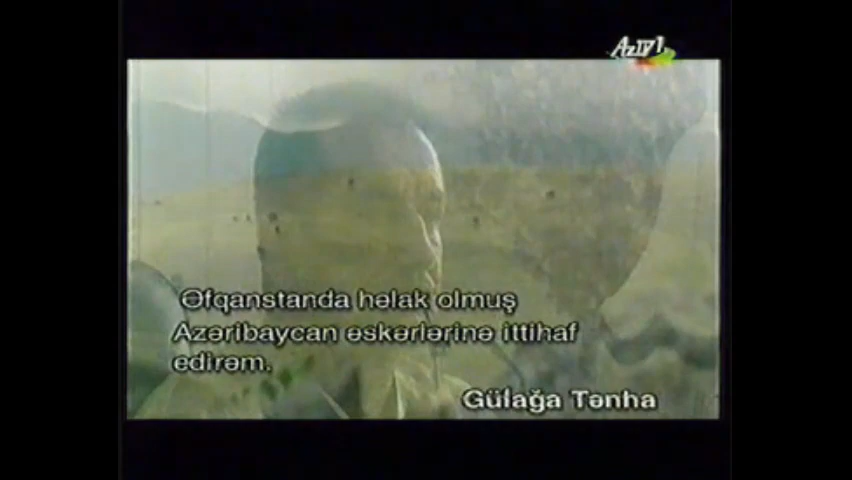 AzTV1
Əfqanstanda həlak olmuş
Azəribaycan əskərlərinə ittihaf
edirəm.
Gülağa Tənha